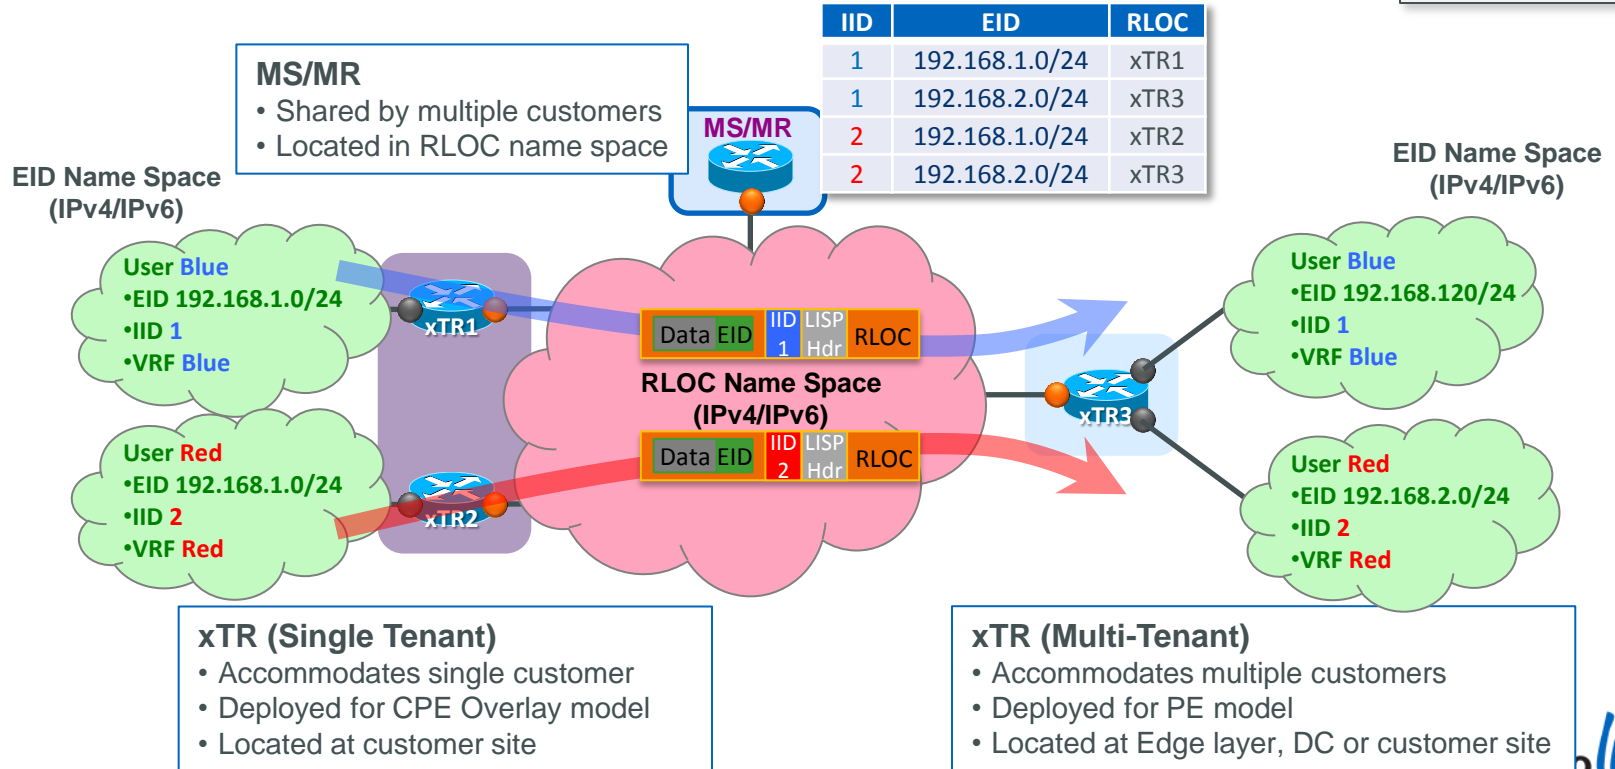 IID EID RLOC
1 192.168.1.0/24 xTR1
1 192.168.2.0/24 xTR3
2 192.168.1.0/24 xTR2
2 192.168.2.0/24 xTR3
MS/MR
• Shared by multiple customers
• Located in RLOC name space
MS/MR
EID Name Space
(IPv4/IPv6)
EID Name Space
(IPv4/IPv6)
User Blue
•EID 192.168.1.0/24
•IID 1
•VRF Blue
xTR1
Data EID IID 1 LISP Hdr RLOC
RLOC Name Space
(IPv4/IPv6)
Data EID IID 2 LISP Hdr RLOC
User Blue
•EID 192.168.120/24
•IID 1
•VRF Blue
xTR3
User Red
•EID 192.168.1.0/24
•IID 2
•VRF Red
xTR2
User Red
•EID 192.168.2.0/24
•IID 2
•VRF Red
xTR (Single Tenant)
• Accommodates single customer
• Deployed for CPE Overlay model
• Located at customer site
xTR (Multi-Tenant)
• Accommodates multiple customers
• Deployed for PE model
• Located at Edge layer, DC or customer site